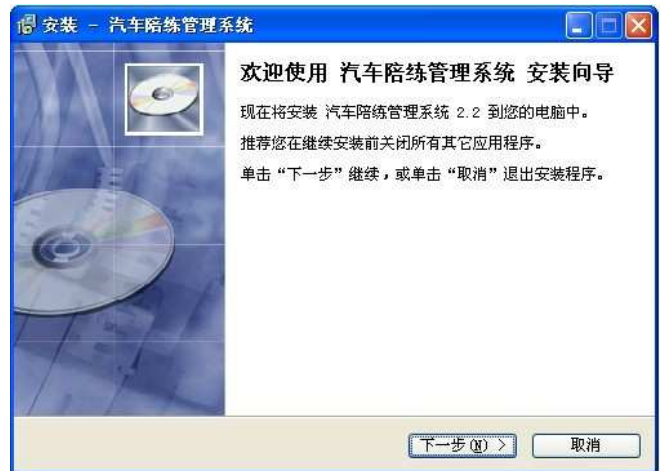 安装 - 汽车陪练管理系统
欢迎使用 汽车陪练管理系统 安装向导
现在将安装 汽车陪练管理系统 2.2 到您的电脑中。
推荐您在继续安装前关闭所有其它应用程序。
单击“下一步”继续，或单击“取消”退出安装程序。
下一步(N) >
取消